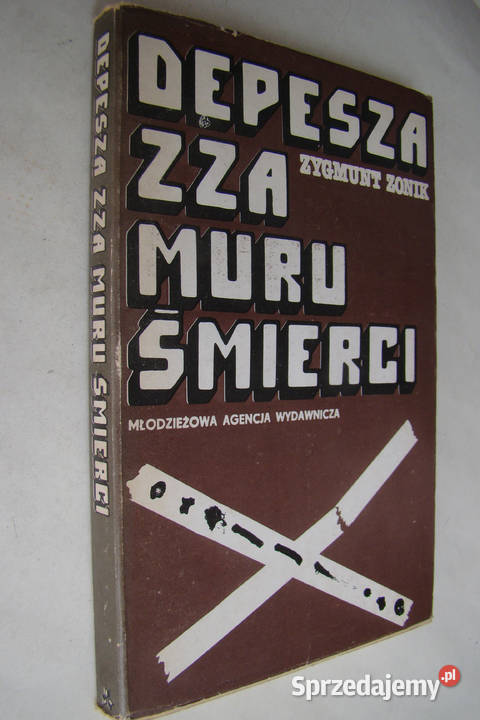 DEPESZA
ZZA
ZYGMUNT ZONIK
MURU
ŚMIERCI
MŁODZIEŻOWA AGENCJA WYDAWNICZA
DEPESZA ZZA MURU ŚMIERCI
Sprzedajemy.pl